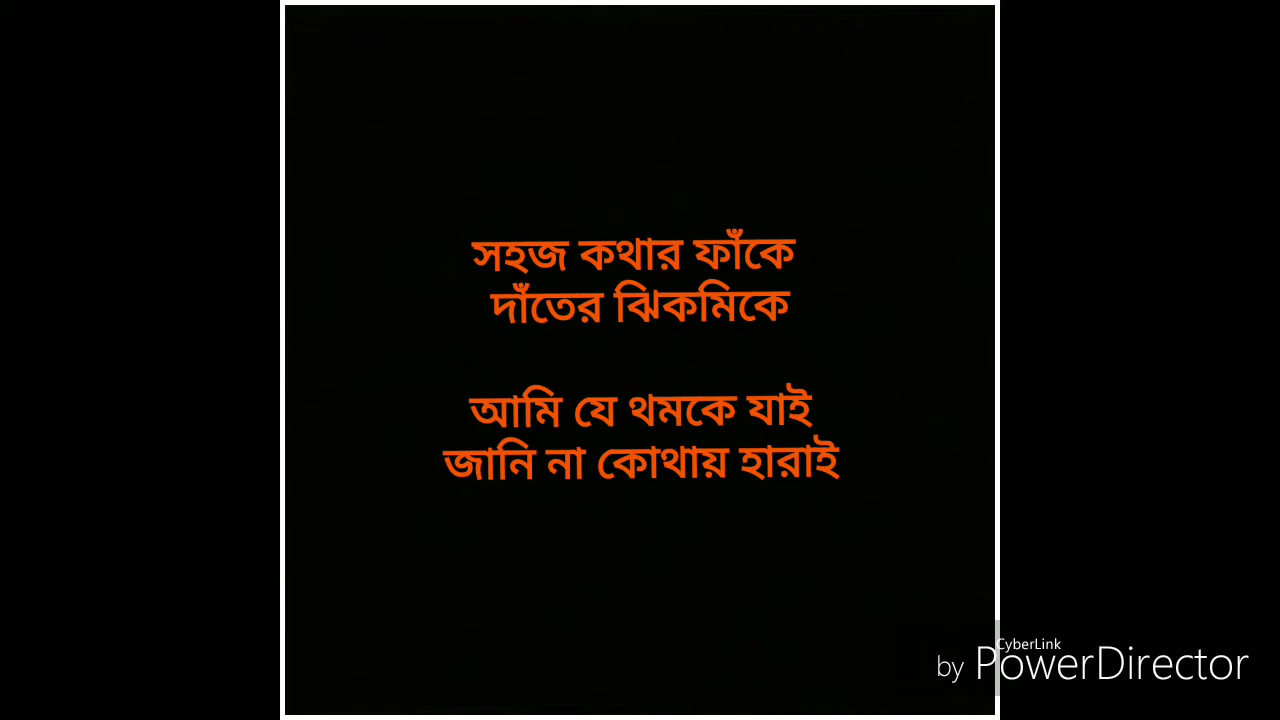 সহজ কথার ফাঁকে
দাঁতের ঝিকমিকে
আমি যে থমকে যাই
জানি না কোথায় হারাই
CyberLink
by PowerDirector